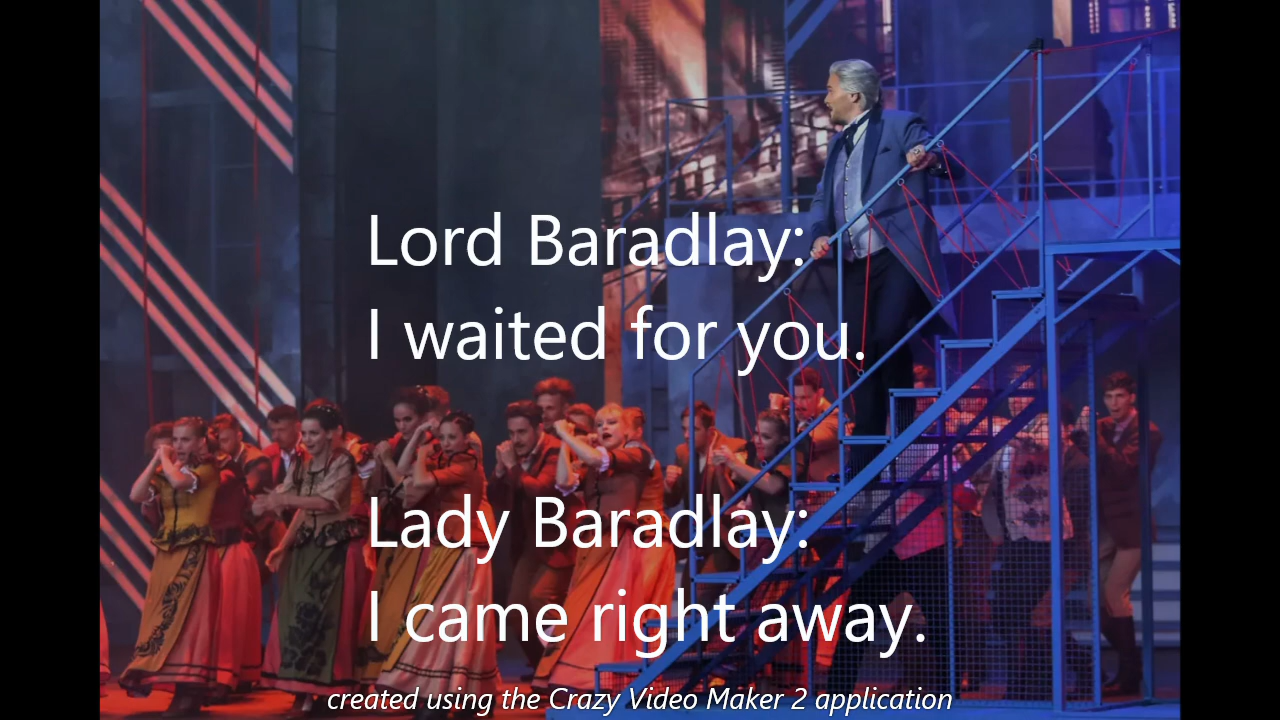 Lord Baradlay:
I waited for you.
Lady Baradlay:
I came right away.
created using the Crazy Video Maker 2 application